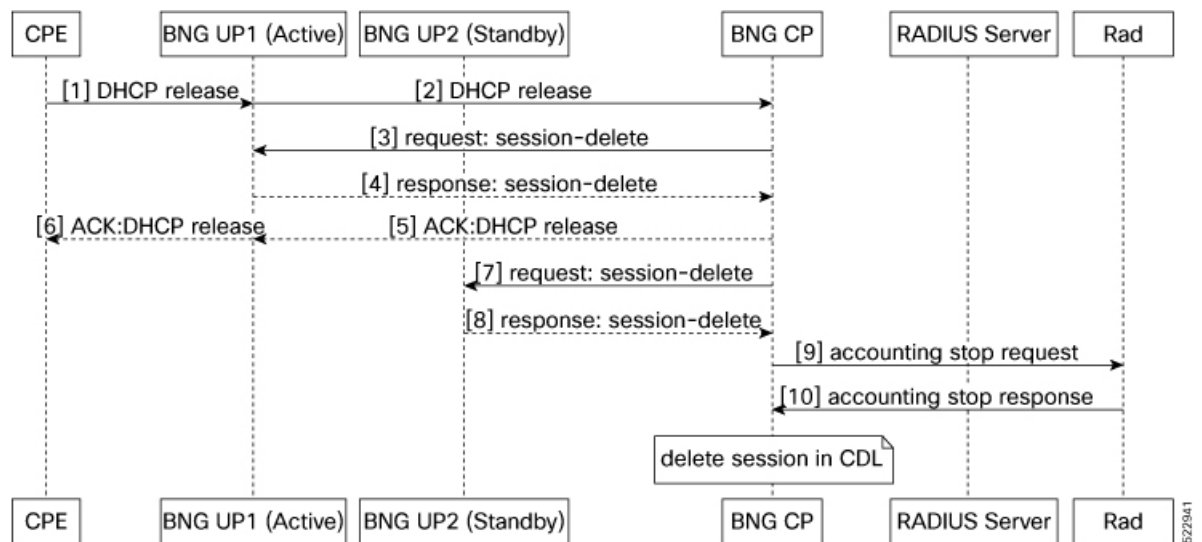 CPE BNG UP1 (Active) BNG UP2 (Standby) BNG CP RADIUS Server Rad
[1] DHCP release [2] DHCP release
[3] request: session-delete
[4] response: session-delete
[6] ACK:DHCP release [5] ACK:DHCP release
[7] request: session-delete
[8] response: session-delete
[9] accounting stop request
[10] accounting stop response
delete session in CDL
CPE BNG UP1 (Active) BNG UP2 (Standby) BNG CP RADIUS Server Rad
522941